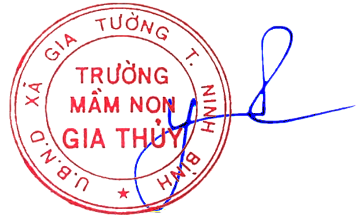 U.B.N.D XÃ GIA TƯỜNG T. NINH BÌNH
TRƯỜNG
MẦM NON
GIA THỦY